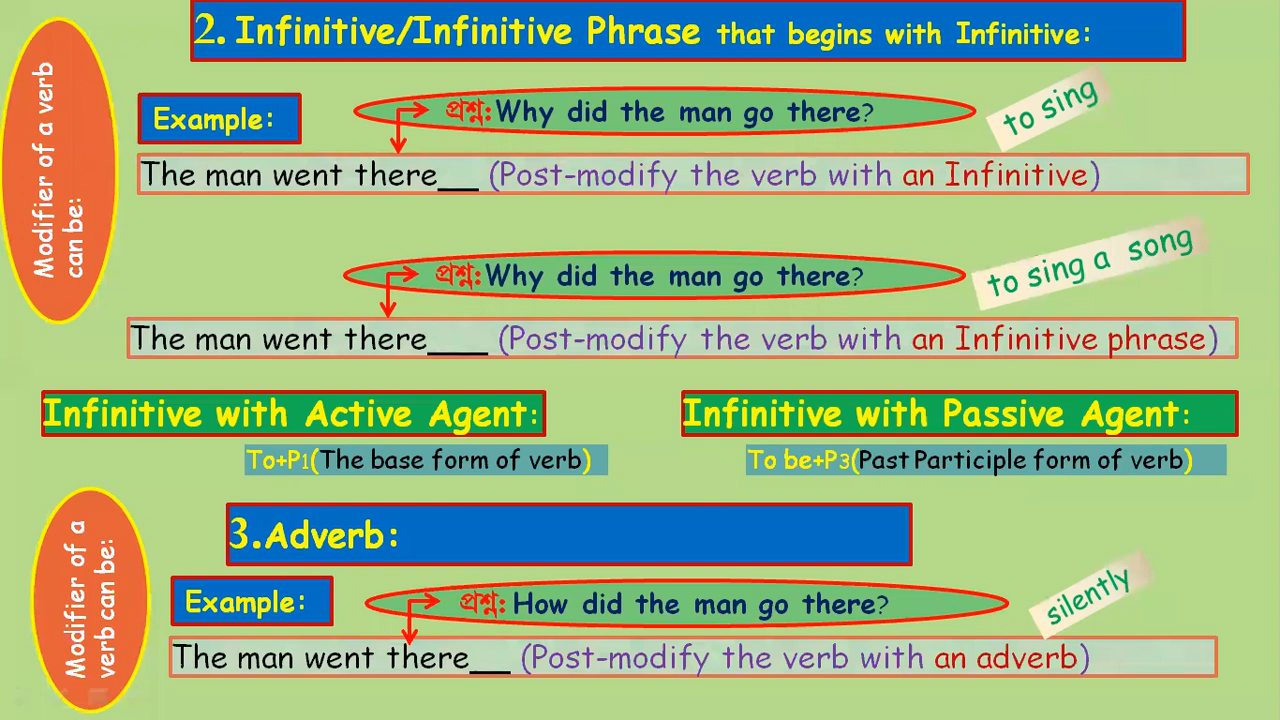 2. Infinitive/Infinitive Phrase that begins with Infinitive:
Modifier of a verb
can be:
Example:
প্রশ্ন: Why did the man go there?
to sing
The man went there__ (Post-modify the verb with an Infinitive)
প্রশ্ন: Why did the man go there?
to sing a song
The man went there___ (Post-modify the verb with an Infinitive phrase)
Infinitive with Active Agent:
Infinitive with Passive Agent:
To+P1(The base form of verb)
To be+P3(Past Participle form of verb)
Modifier of a
verb can be:
3.Adverb:
Example:
প্রশ্ন: How did the man go there?
silently
The man went there__ (Post-modify the verb with an adverb)